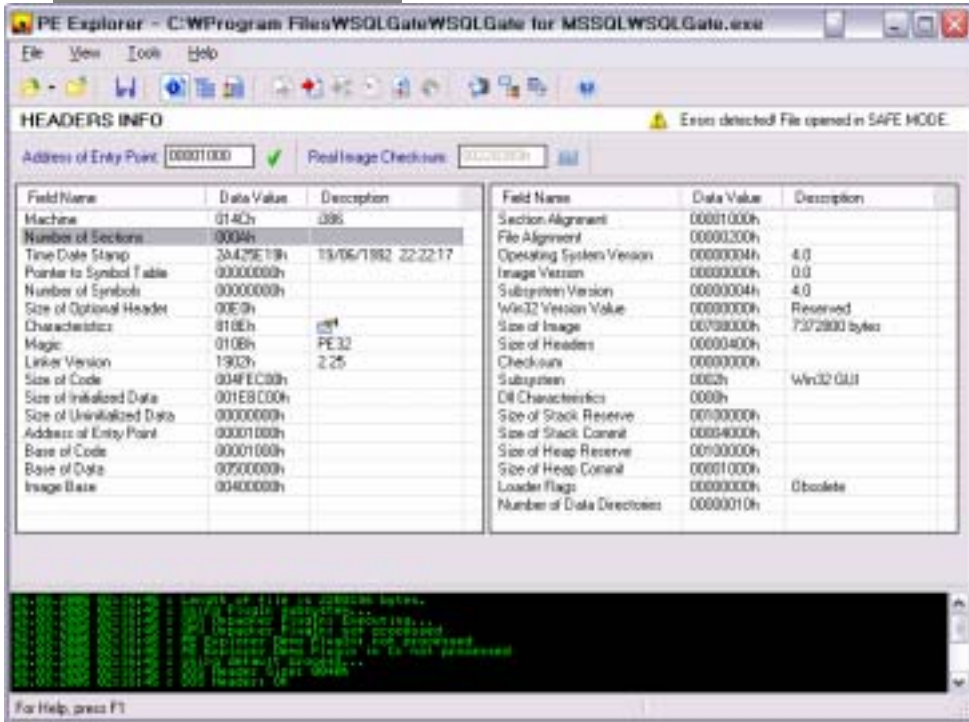 PE Explorer - C:₩Program Files₩SQLGate₩SQLGate for MSSQL₩SQLGate.exe
File View Tools Help
HEADERS INFO
Errors detected! File opened in SAFE MODE.
Address of Entry Point: 00001000
Real Image Checksum:
Field Name Data Value Description
Machine 014Ch i386
Number of Sections 000Ah
Time Date Stamp 2A425E19h 19/06/1992 22:22:17
Pointer to Symbol Table 00000000h
Number of Symbols 00000000h
Size of Optional Header 00E0h
Characteristics 818Eh
Magic 010Bh PE32
Linker Version 1902h 2.25
Size of Code 004FEC00h
Size of Initialized Data 001EBC00h
Size of Uninitialized Data 00000000h
Address of Entry Point 00001000h
Base of Code 00001000h
Base of Data 00500000h
Image Base 00400000h
Field Name Data Value Description
Section Alignment 00001000h
File Alignment 00000200h
Operating System Version 00000004h 4.0
Image Version 00000000h 0.0
Subsystem Version 00000004h 4.0
Win32 Version Value 00000000h Reserved
Size of Image 00708000h 7372800 bytes
Size of Headers 00000400h
Checksum 00000000h
Subsystem 0002h Win32 GUI
Dll Characteristics 0000h
Size of Stack Reserve 00100000h
Size of Stack Commit 00004000h
Size of Heap Reserve 00100000h
Size of Heap Commit 00001000h
Loader Flags 00000000h Obsolete
Number of Data Directories 00000010h
For Help, press F1